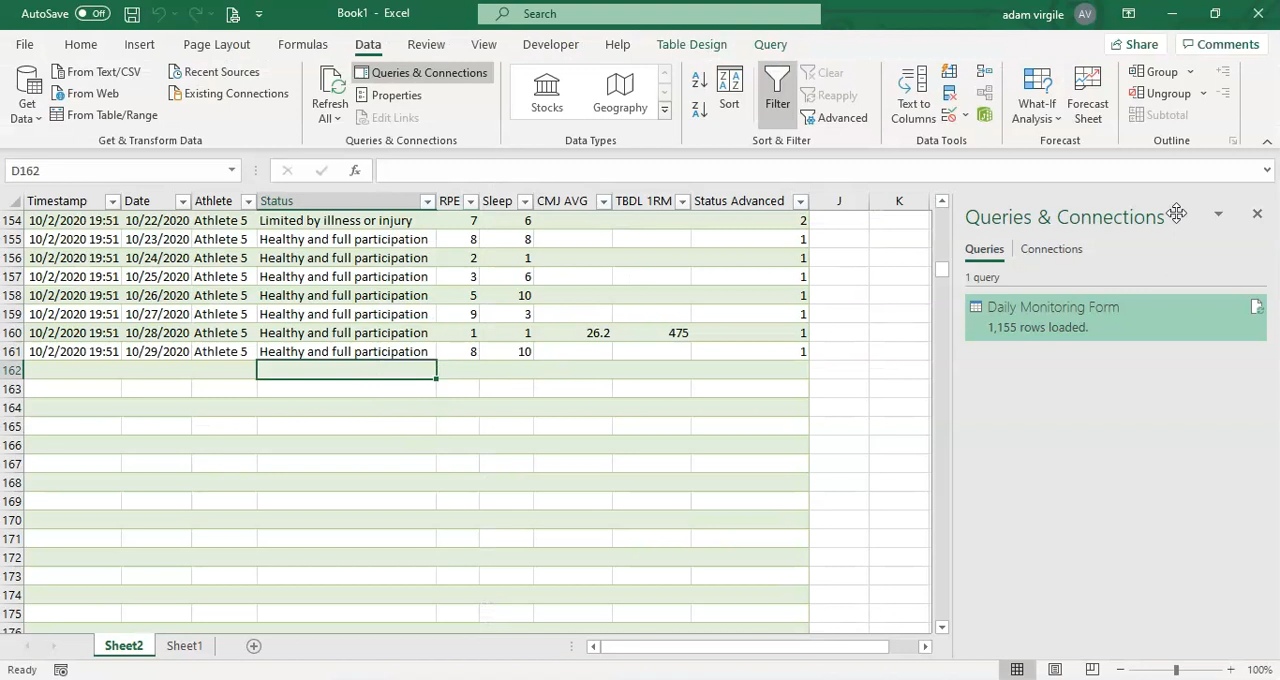 AutoSave Off Book1 - Excel Search adam virgile AV
File Home Insert Page Layout Formulas Data Review View Developer Help Table Design Query Share Comments
Get Data
From Text/CSV
From Web
From Table/Range
Recent Sources
Existing Connections
Get & Transform Data
Refresh All
Queries & Connections
Properties
Edit Links
Queries & Connections
Stocks Geography
Data Types
Sort
Filter
Clear
Reapply
Advanced
Sort & Filter
Text to Columns
Data Tools
What-If Analysis
Forecast Sheet
Forecast
Group
Ungroup
Subtotal
Outline
D162 fx
Timestamp Date Athlete Status RPE Sleep CMJ AVG TBDL 1RM Status Advanced J K
154 10/2/2020 19:51 10/22/2020 Athlete 5 Limited by illness or injury 7 6 2
155 10/2/2020 19:51 10/23/2020 Athlete 5 Healthy and full participation 8 8 1
156 10/2/2020 19:51 10/24/2020 Athlete 5 Healthy and full participation 2 1 1
157 10/2/2020 19:51 10/25/2020 Athlete 5 Healthy and full participation 3 6 1
158 10/2/2020 19:51 10/26/2020 Athlete 5 Healthy and full participation 5 10 1
159 10/2/2020 19:51 10/27/2020 Athlete 5 Healthy and full participation 9 3 1
160 10/2/2020 19:51 10/28/2020 Athlete 5 Healthy and full participation 1 1 26.2 475 1
161 10/2/2020 19:51 10/29/2020 Athlete 5 Healthy and full participation 8 10 1
162
163
164
165
166
167
168
169
170
171
172
173
174
175
176
Queries & Connections
Queries Connections
1 query
Daily Monitoring Form
1,155 rows loaded.
Sheet2 Sheet1
Ready 100%